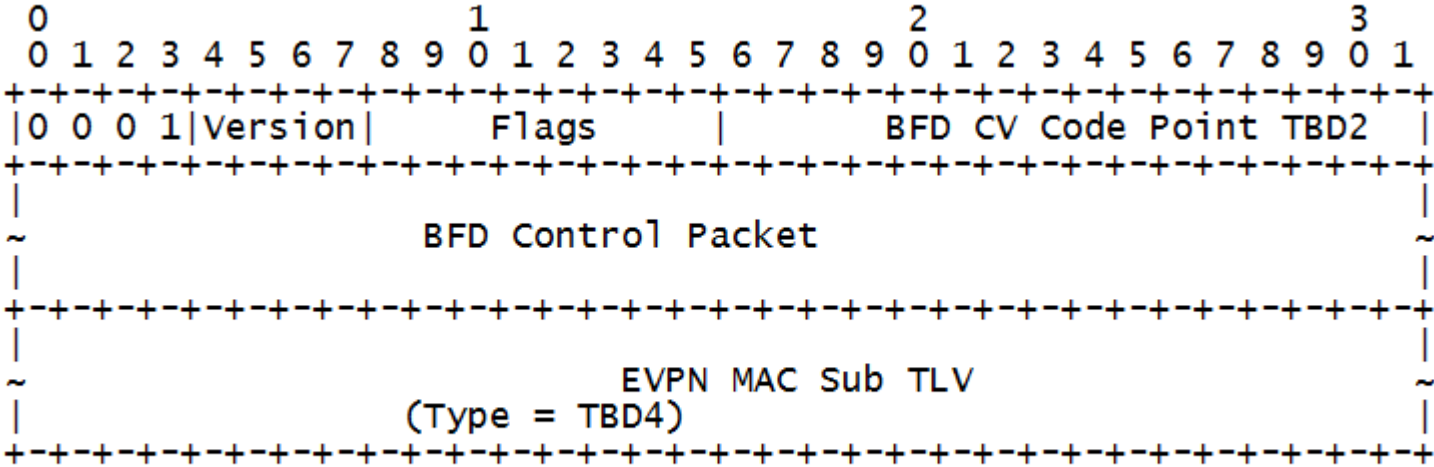 0                   1                   2                   3
 0 1 2 3 4 5 6 7 8 9 0 1 2 3 4 5 6 7 8 9 0 1 2 3 4 5 6 7 8 9 0 1
+-+-+-+-+-+-+-+-+-+-+-+-+-+-+-+-+-+-+-+-+-+-+-+-+-+-+-+-+-+-+-+-+
|0 0 0 1|Version|     Flags     |       BFD CV Code Point TBD2  |
+-+-+-+-+-+-+-+-+-+-+-+-+-+-+-+-+-+-+-+-+-+-+-+-+-+-+-+-+-+-+-+-+
|                                                               |
~                  BFD Control Packet                           ~
|                                                               |
+-+-+-+-+-+-+-+-+-+-+-+-+-+-+-+-+-+-+-+-+-+-+-+-+-+-+-+-+-+-+-+-+
|                                                               |
~                           EVPN MAC Sub TLV                    ~
|                 (Type = TBD4)                                 |
+-+-+-+-+-+-+-+-+-+-+-+-+-+-+-+-+-+-+-+-+-+-+-+-+-+-+-+-+-+-+-+-+